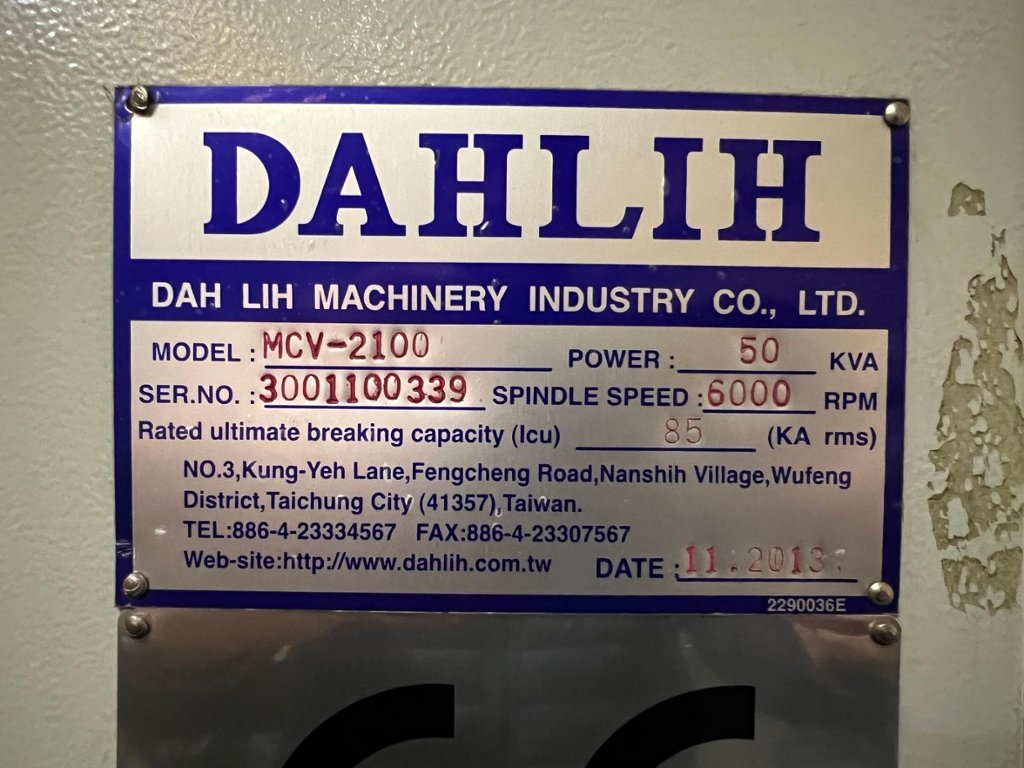 DAHLIH
DAH LIH MACHINERY INDUSTRY CO., LTD.
MODEL : MCV-2100 POWER : 50 KVA
SER.NO. : 3001100339 SPINDLE SPEED : 6000 RPM
Rated ultimate breaking capacity (Icu) 85 (KA rms)
NO.3,Kung-Yeh Lane,Fengcheng Road,Nanshih Village,Wufeng
District,Taichung City (41357),Taiwan.
TEL:886-4-23334567 FAX:886-4-23307567
Web-site:http://www.dahlih.com.tw DATE : 11.2013
2290036E